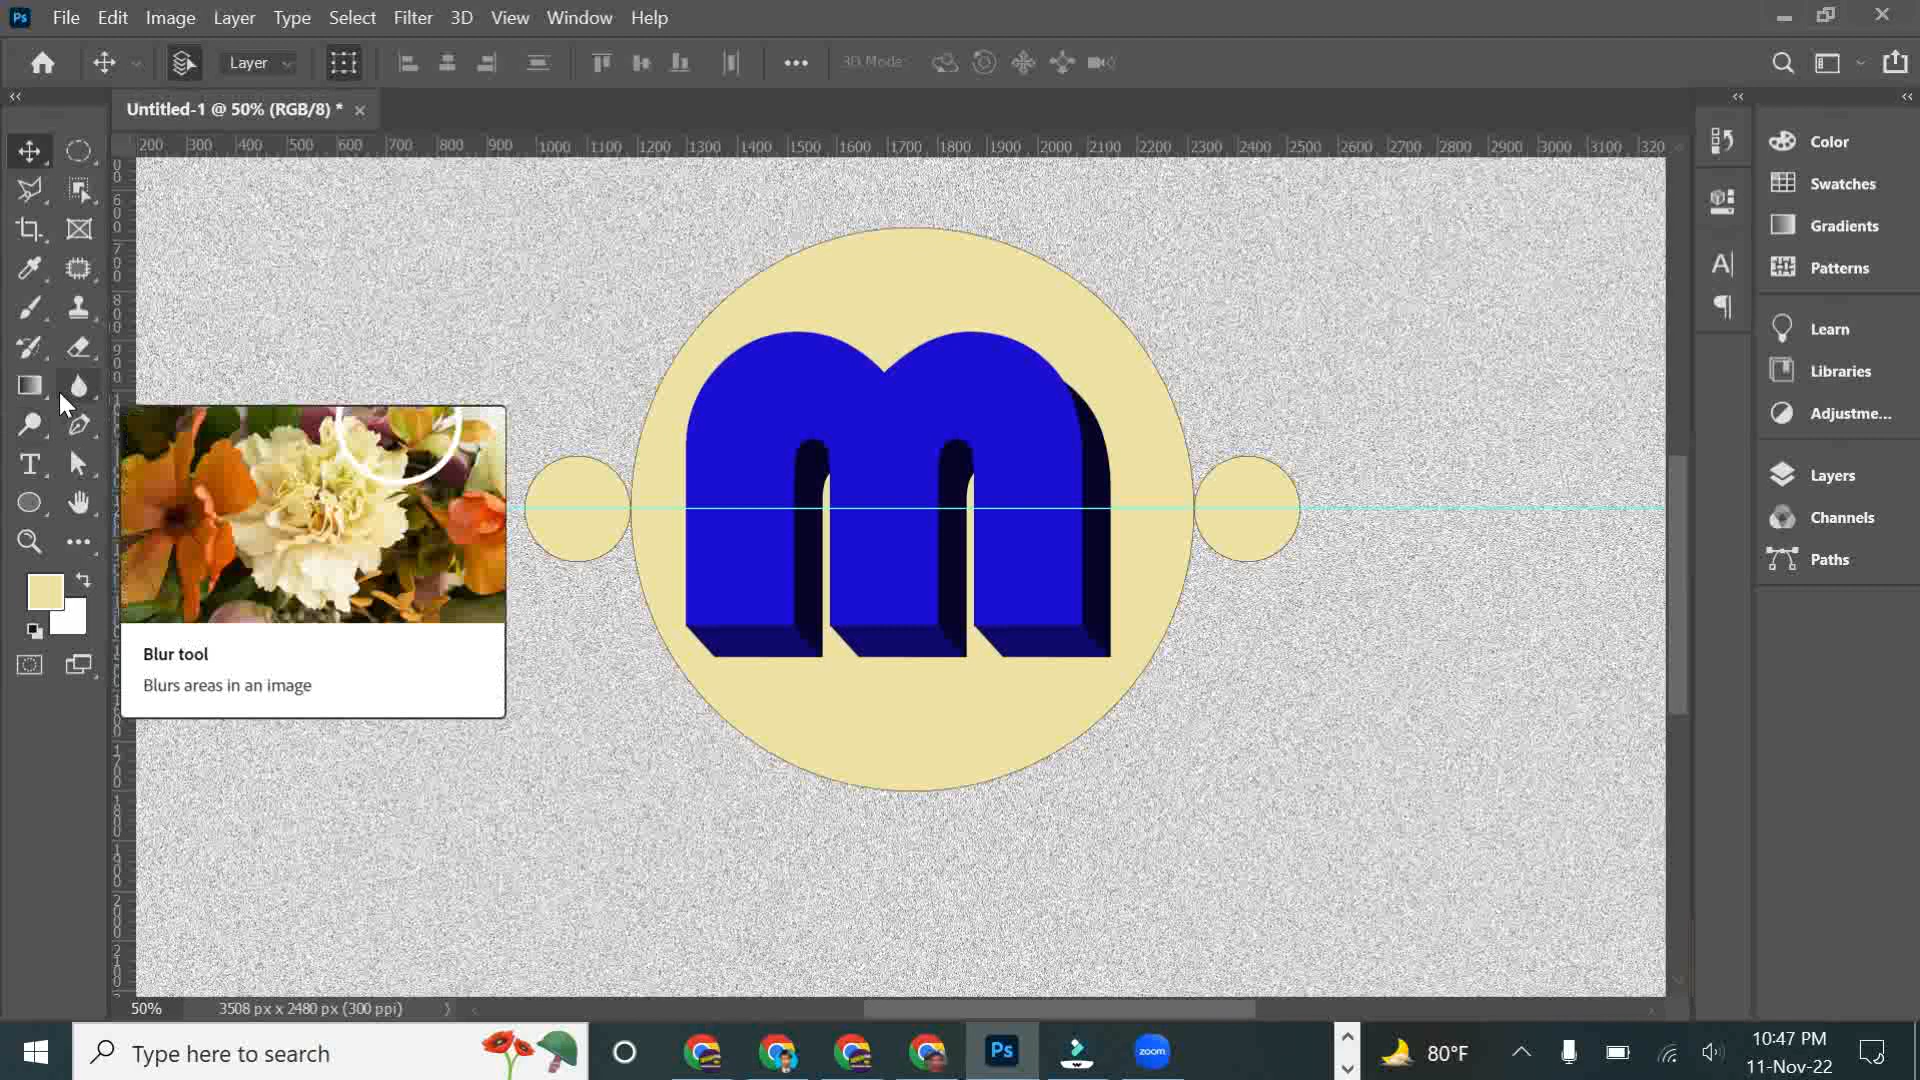 Ps File Edit Image Layer Type Select Filter 3D View Window Help
Layer 3D Mode:
Untitled-1 @ 50% (RGB/8) * ×
200 300 400 500 600 700 800 900 1000 1100 1200 1300 1400 1500 1600 1700 1800 1900 2000 2100 2200 2300 2400 2500 2600 2700 2800 2900 3000 3100 320
Color
Swatches
Gradients
Patterns
Learn
Libraries
Adjustme...
Layers
Channels
Paths
m
Blur tool
Blurs areas in an image
50% 3508 px x 2480 px (300 ppi)
Type here to search
Ps
zoom
80°F
10:47 PM
11-Nov-22